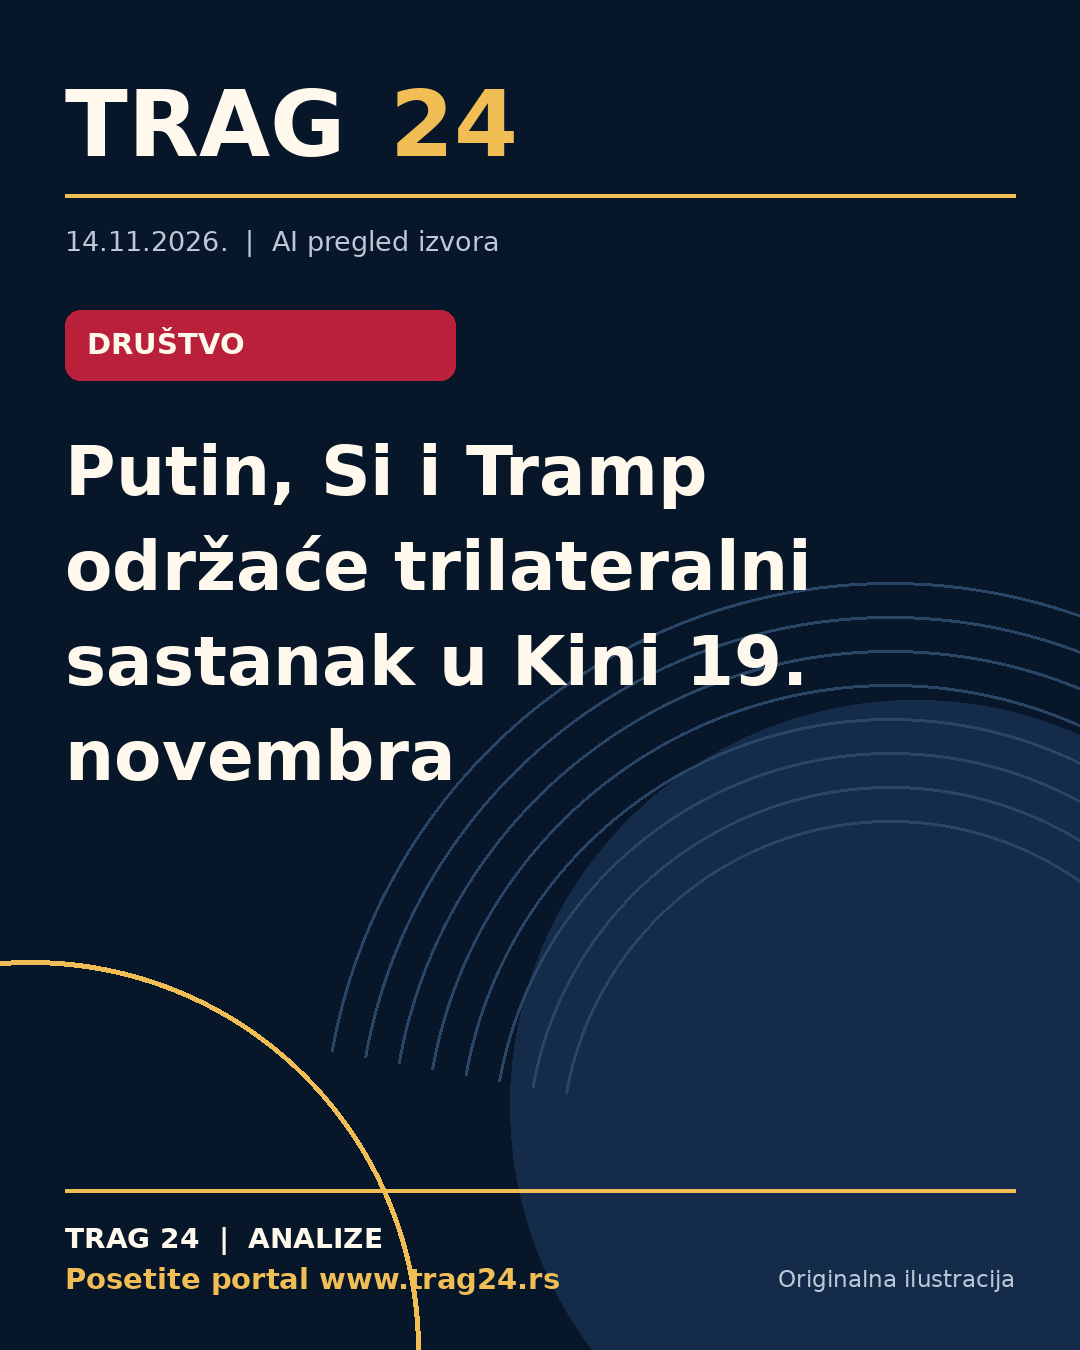 TRAG 24
14.11.2026. | AI pregled izvora
DRUŠTVO
Putin, Si i Tramp
održaće trilateralni
sastanak u Kini 19.
novembra
TRAG 24 | ANALIZE
Posetite portal www.trag24.rs
Originalna ilustracija